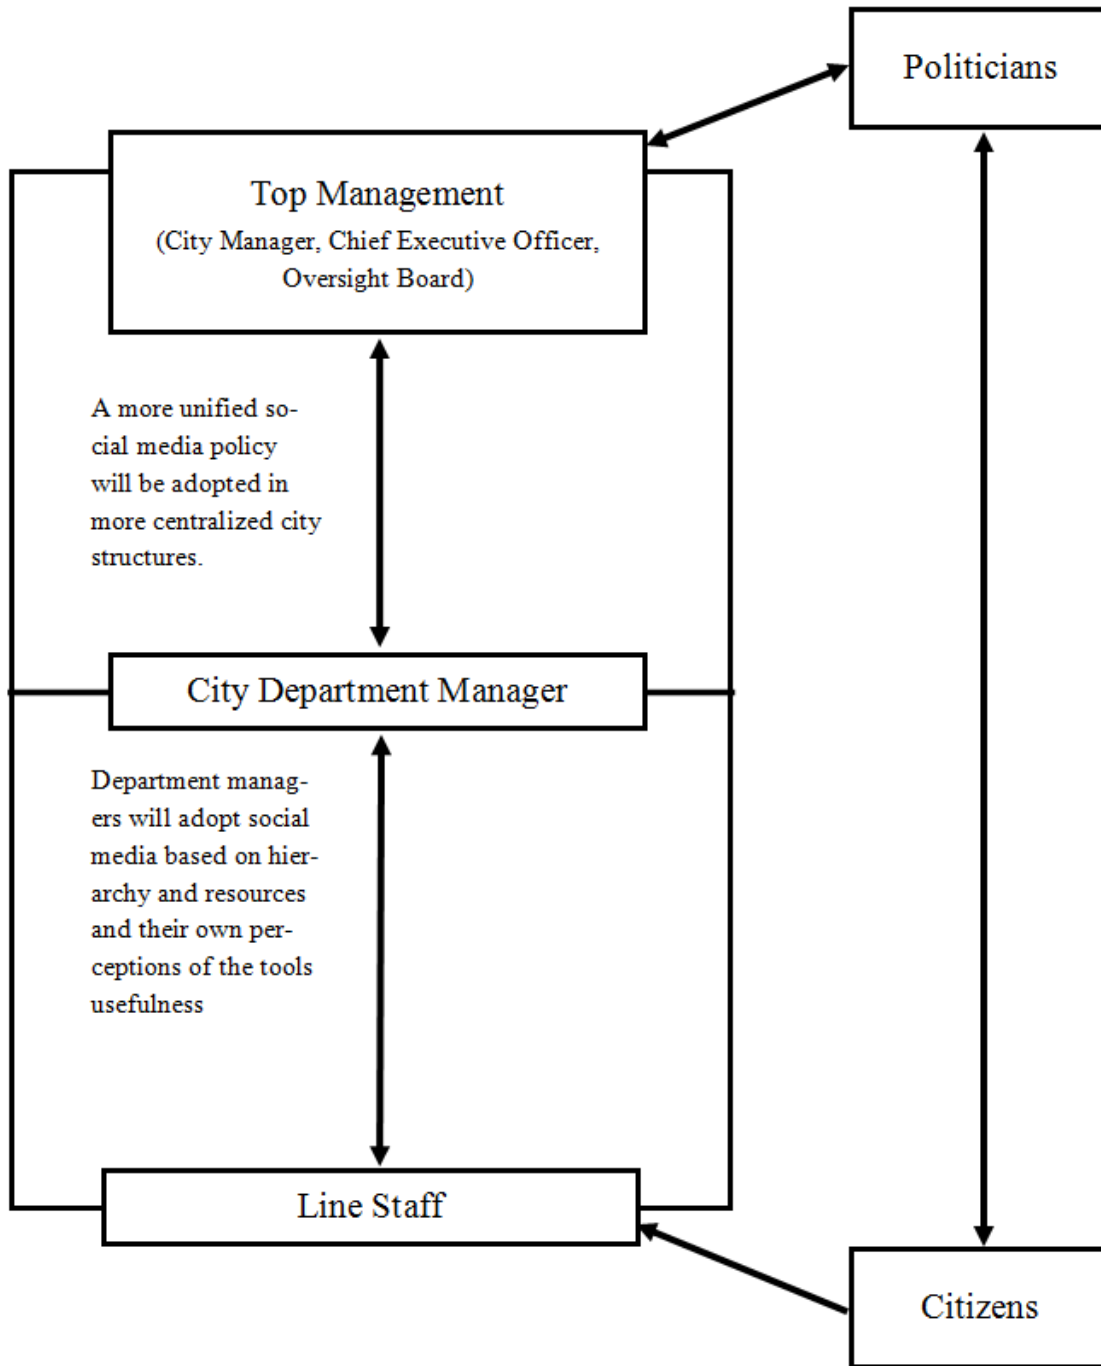 Politicians
Top Management
(City Manager, Chief Executive Officer,
Oversight Board)
A more unified so-
cial media policy
will be adopted in
more centralized city
structures.
City Department Manager
Department manag-
ers will adopt social
media based on hier-
archy and resources
and their own per-
ceptions of the tools
usefulness
Line Staff
Citizens